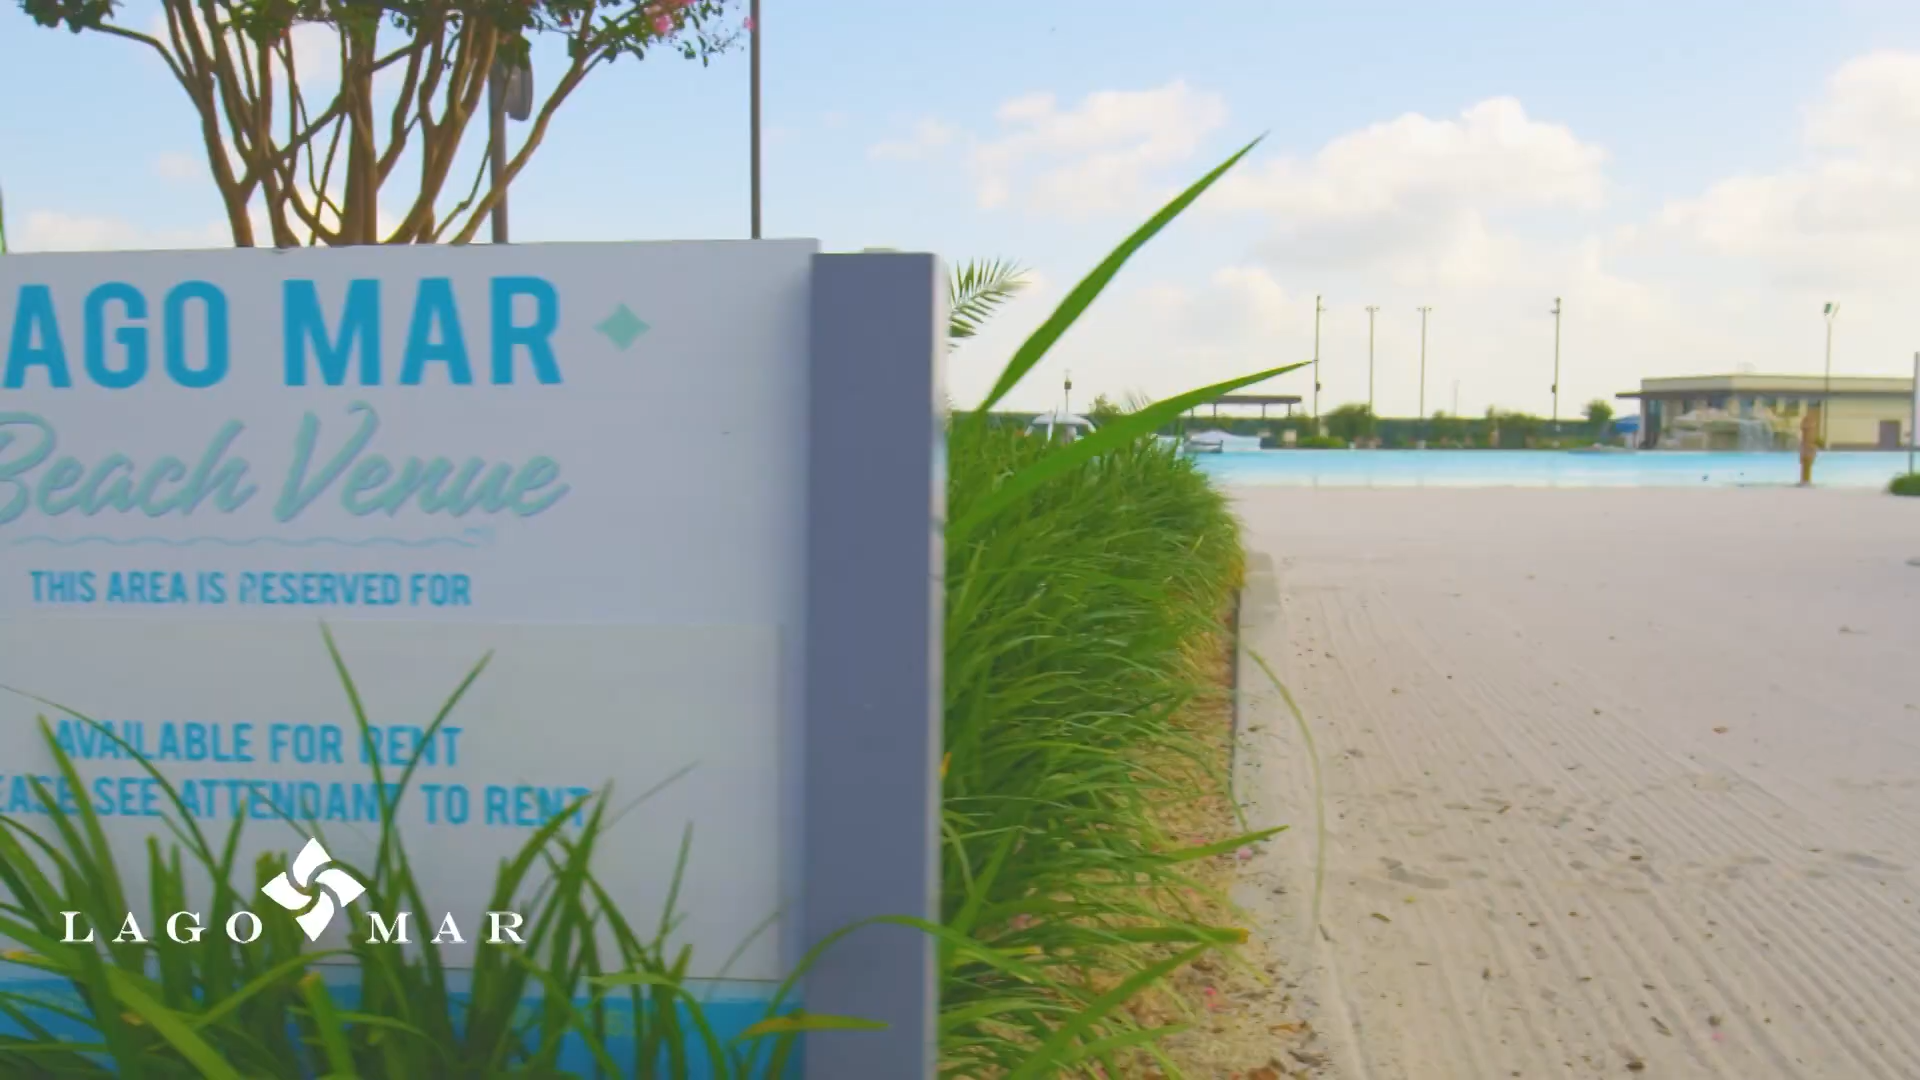 AGO MAR
Beach Venue
THIS AREA IS RESERVED FOR
AVAILABLE FOR RENT
EASE SEE ATTENDANT TO RENT
LAGO MAR